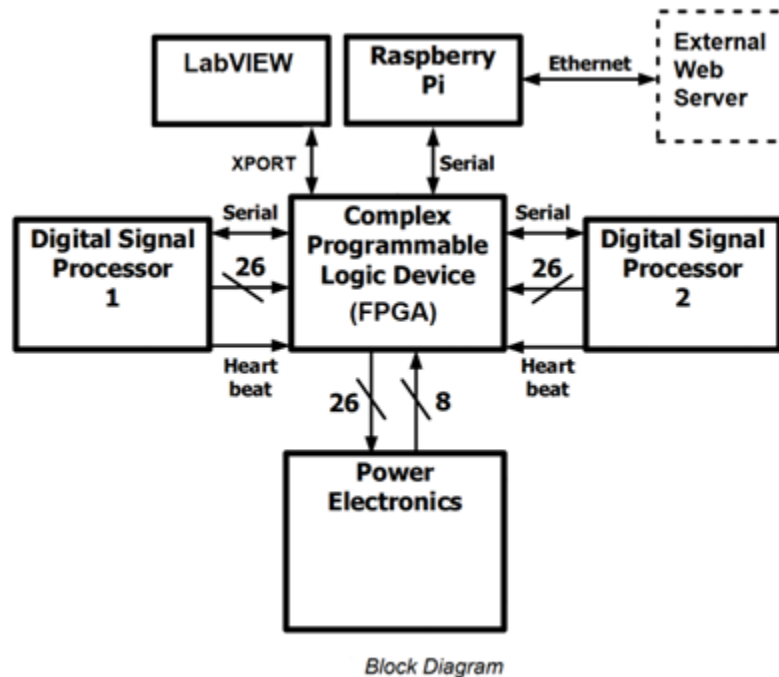 LabVIEW
Raspberry
Pi
Ethernet
External
Web
Server
XPORT
Serial
Digital Signal
Processor
1
Serial
26
Heart
beat
Complex
Programmable
Logic Device
(FPGA)
Serial
26
Heart
beat
Digital Signal
Processor
2
26
8
Power
Electronics
Block Diagram